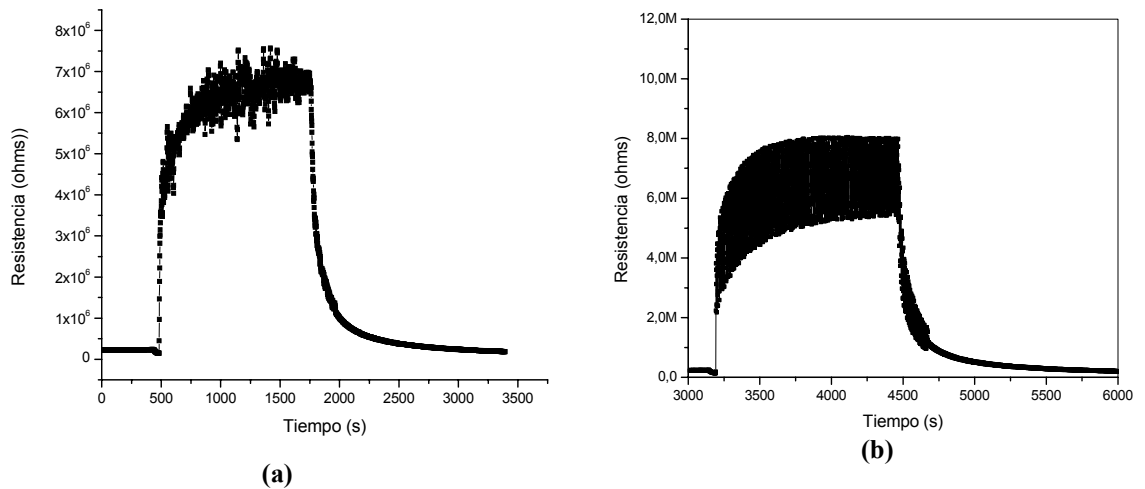 8x10⁶
7x10⁶
6x10⁶
5x10⁶
4x10⁶
3x10⁶
2x10⁶
1x10⁶
0
Resistencia (ohms))
0 500 1000 1500 2000 2500 3000 3500
Tiempo (s)
(a)
12,0M
10,0M
8,0M
6,0M
4,0M
2,0M
0,0
Resistencia (ohms)
3000 3500 4000 4500 5000 5500 6000
Tiempo (s)
(b)